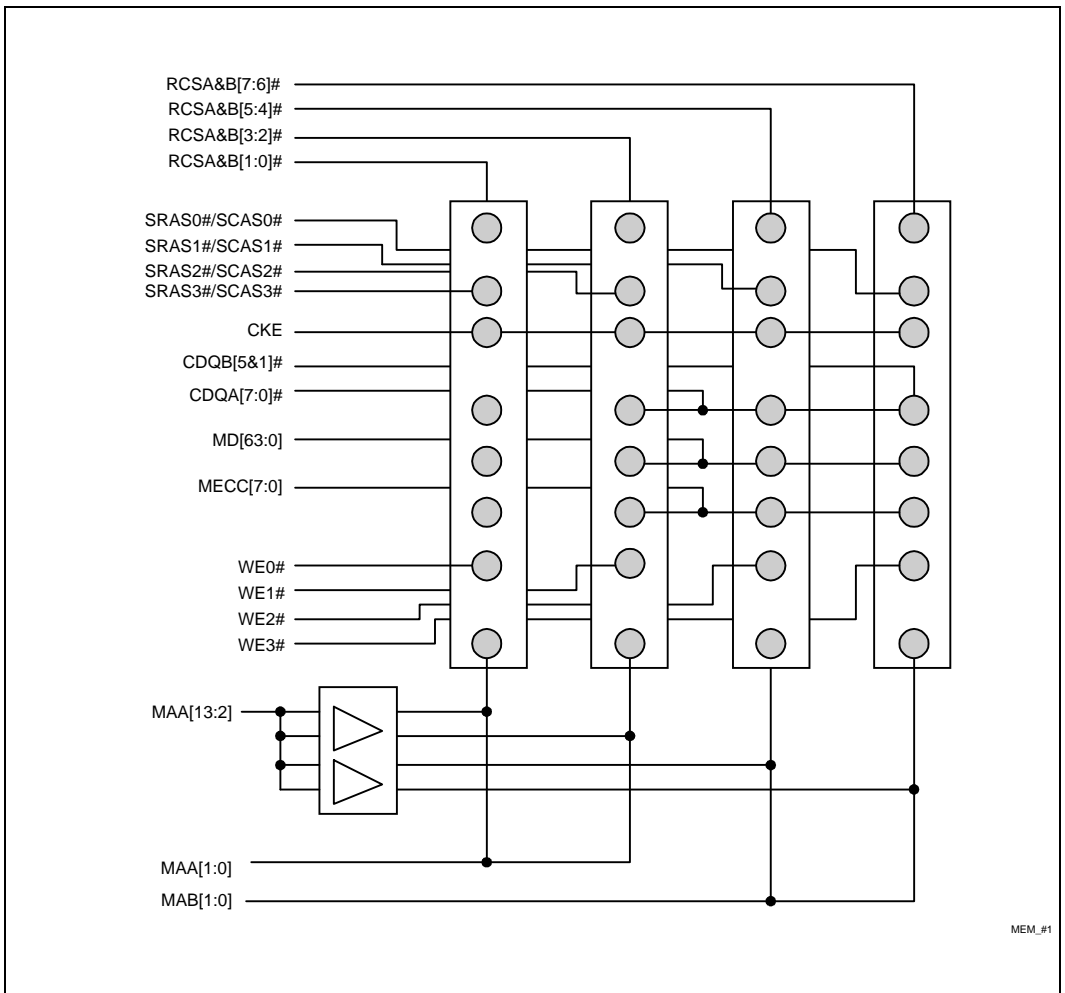 RCSA&B[7:6]#
RCSA&B[5:4]#
RCSA&B[3:2]#
RCSA&B[1:0]#
SRAS0#/SCAS0#
SRAS1#/SCAS1#
SRAS2#/SCAS2#
SRAS3#/SCAS3#
CKE
CDQB[5&1]#
CDQA[7:0]#
MD[63:0]
MECC[7:0]
WE0#
WE1#
WE2#
WE3#
MAA[13:2]
MAA[1:0]
MAB[1:0]
MEM_#1